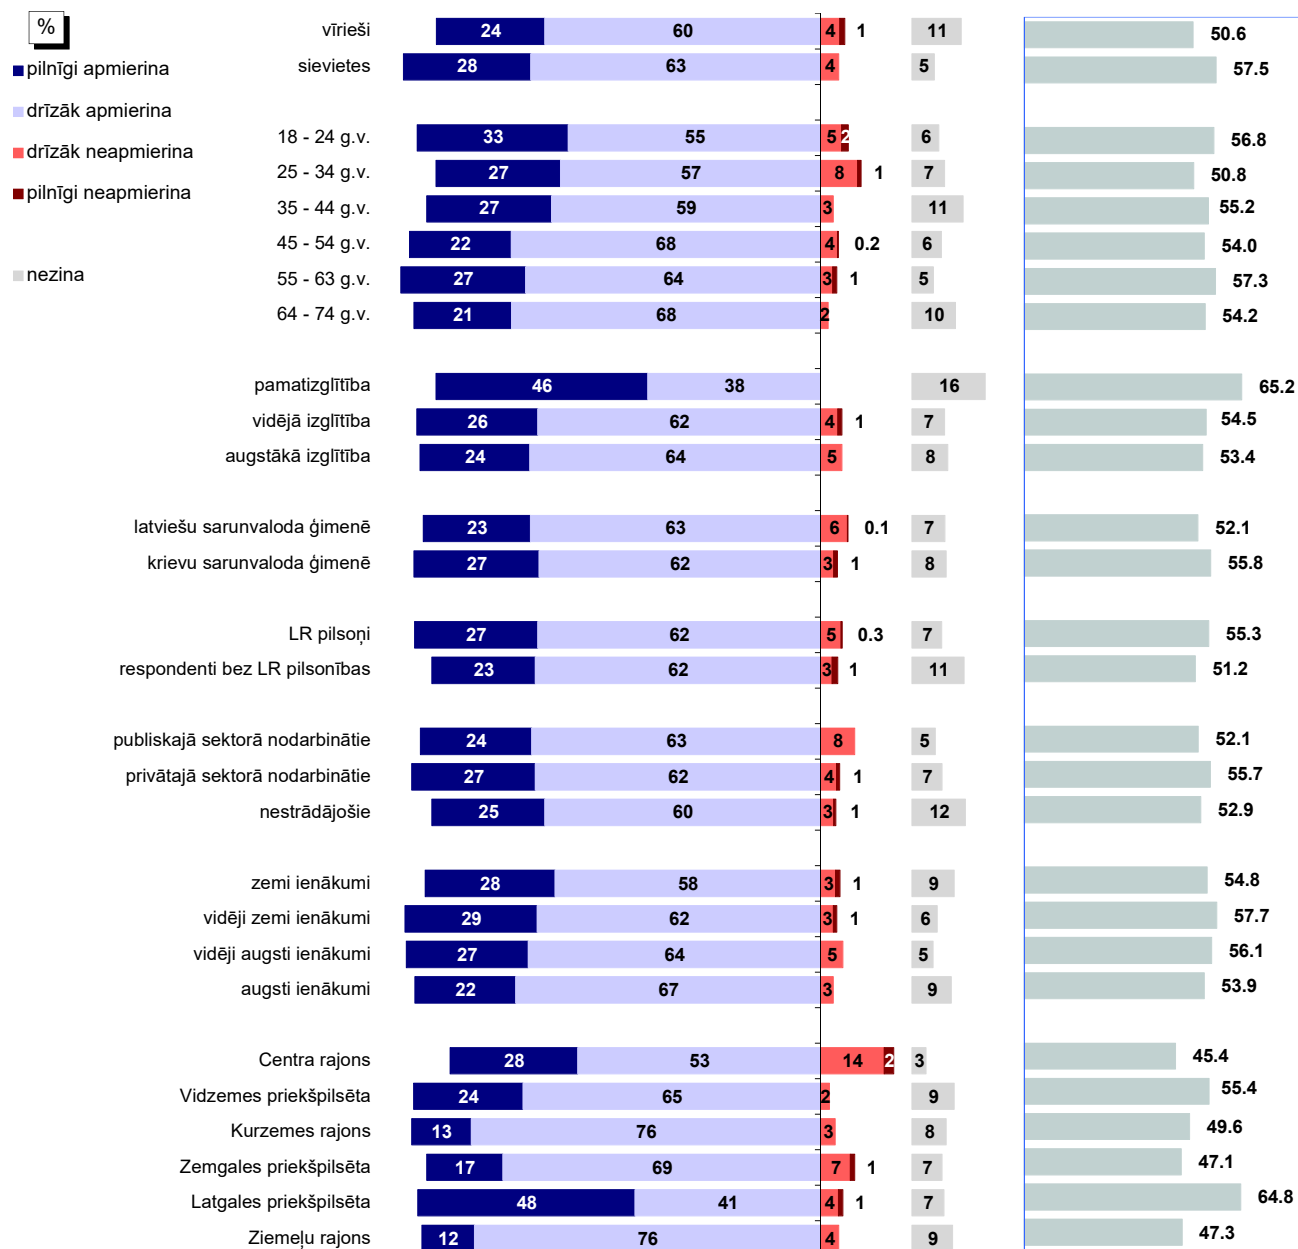 %
pilnīgi apmierina
drīzāk apmierina
drīzāk neapmierina
pilnīgi neapmierina
nezina
vīrieši 24 60 4 1 11 50.6
sievietes 28 63 4 5 57.5
18 - 24 g.v. 33 55 5 2 6 56.8
25 - 34 g.v. 27 57 8 1 7 50.8
35 - 44 g.v. 27 59 3 11 55.2
45 - 54 g.v. 22 68 4 0.2 6 54.0
55 - 63 g.v. 27 64 3 1 5 57.3
64 - 74 g.v. 21 68 2 10 54.2
pamatizglītība 46 38 16 65.2
vidējā izglītība 26 62 4 1 7 54.5
augstākā izglītība 24 64 5 8 53.4
latviešu sarunvaloda ģimenē 23 63 6 0.1 7 52.1
krievu sarunvaloda ģimenē 27 62 3 1 8 55.8
LR pilsoņi 27 62 5 0.3 7 55.3
respondenti bez LR pilsonības 23 62 3 1 11 51.2
publiskajā sektorā nodarbinātie 24 63 8 5 52.1
privātajā sektorā nodarbinātie 27 62 4 1 7 55.7
nestrādājošie 25 60 3 1 12 52.9
zemi ienākumi 28 58 3 1 9 54.8
vidēji zemi ienākumi 29 62 3 1 6 57.7
vidēji augsti ienākumi 27 64 5 5 56.1
augsti ienākumi 22 67 3 9 53.9
Centra rajons 28 53 14 2 3 45.4
Vidzemes priekšpilsēta 24 65 2 9 55.4
Kurzemes rajons 13 76 3 8 49.6
Zemgales priekšpilsēta 17 69 7 1 7 47.1
Latgales priekšpilsēta 48 41 4 1 7 64.8
Ziemeļu rajons 12 76 4 9 47.3